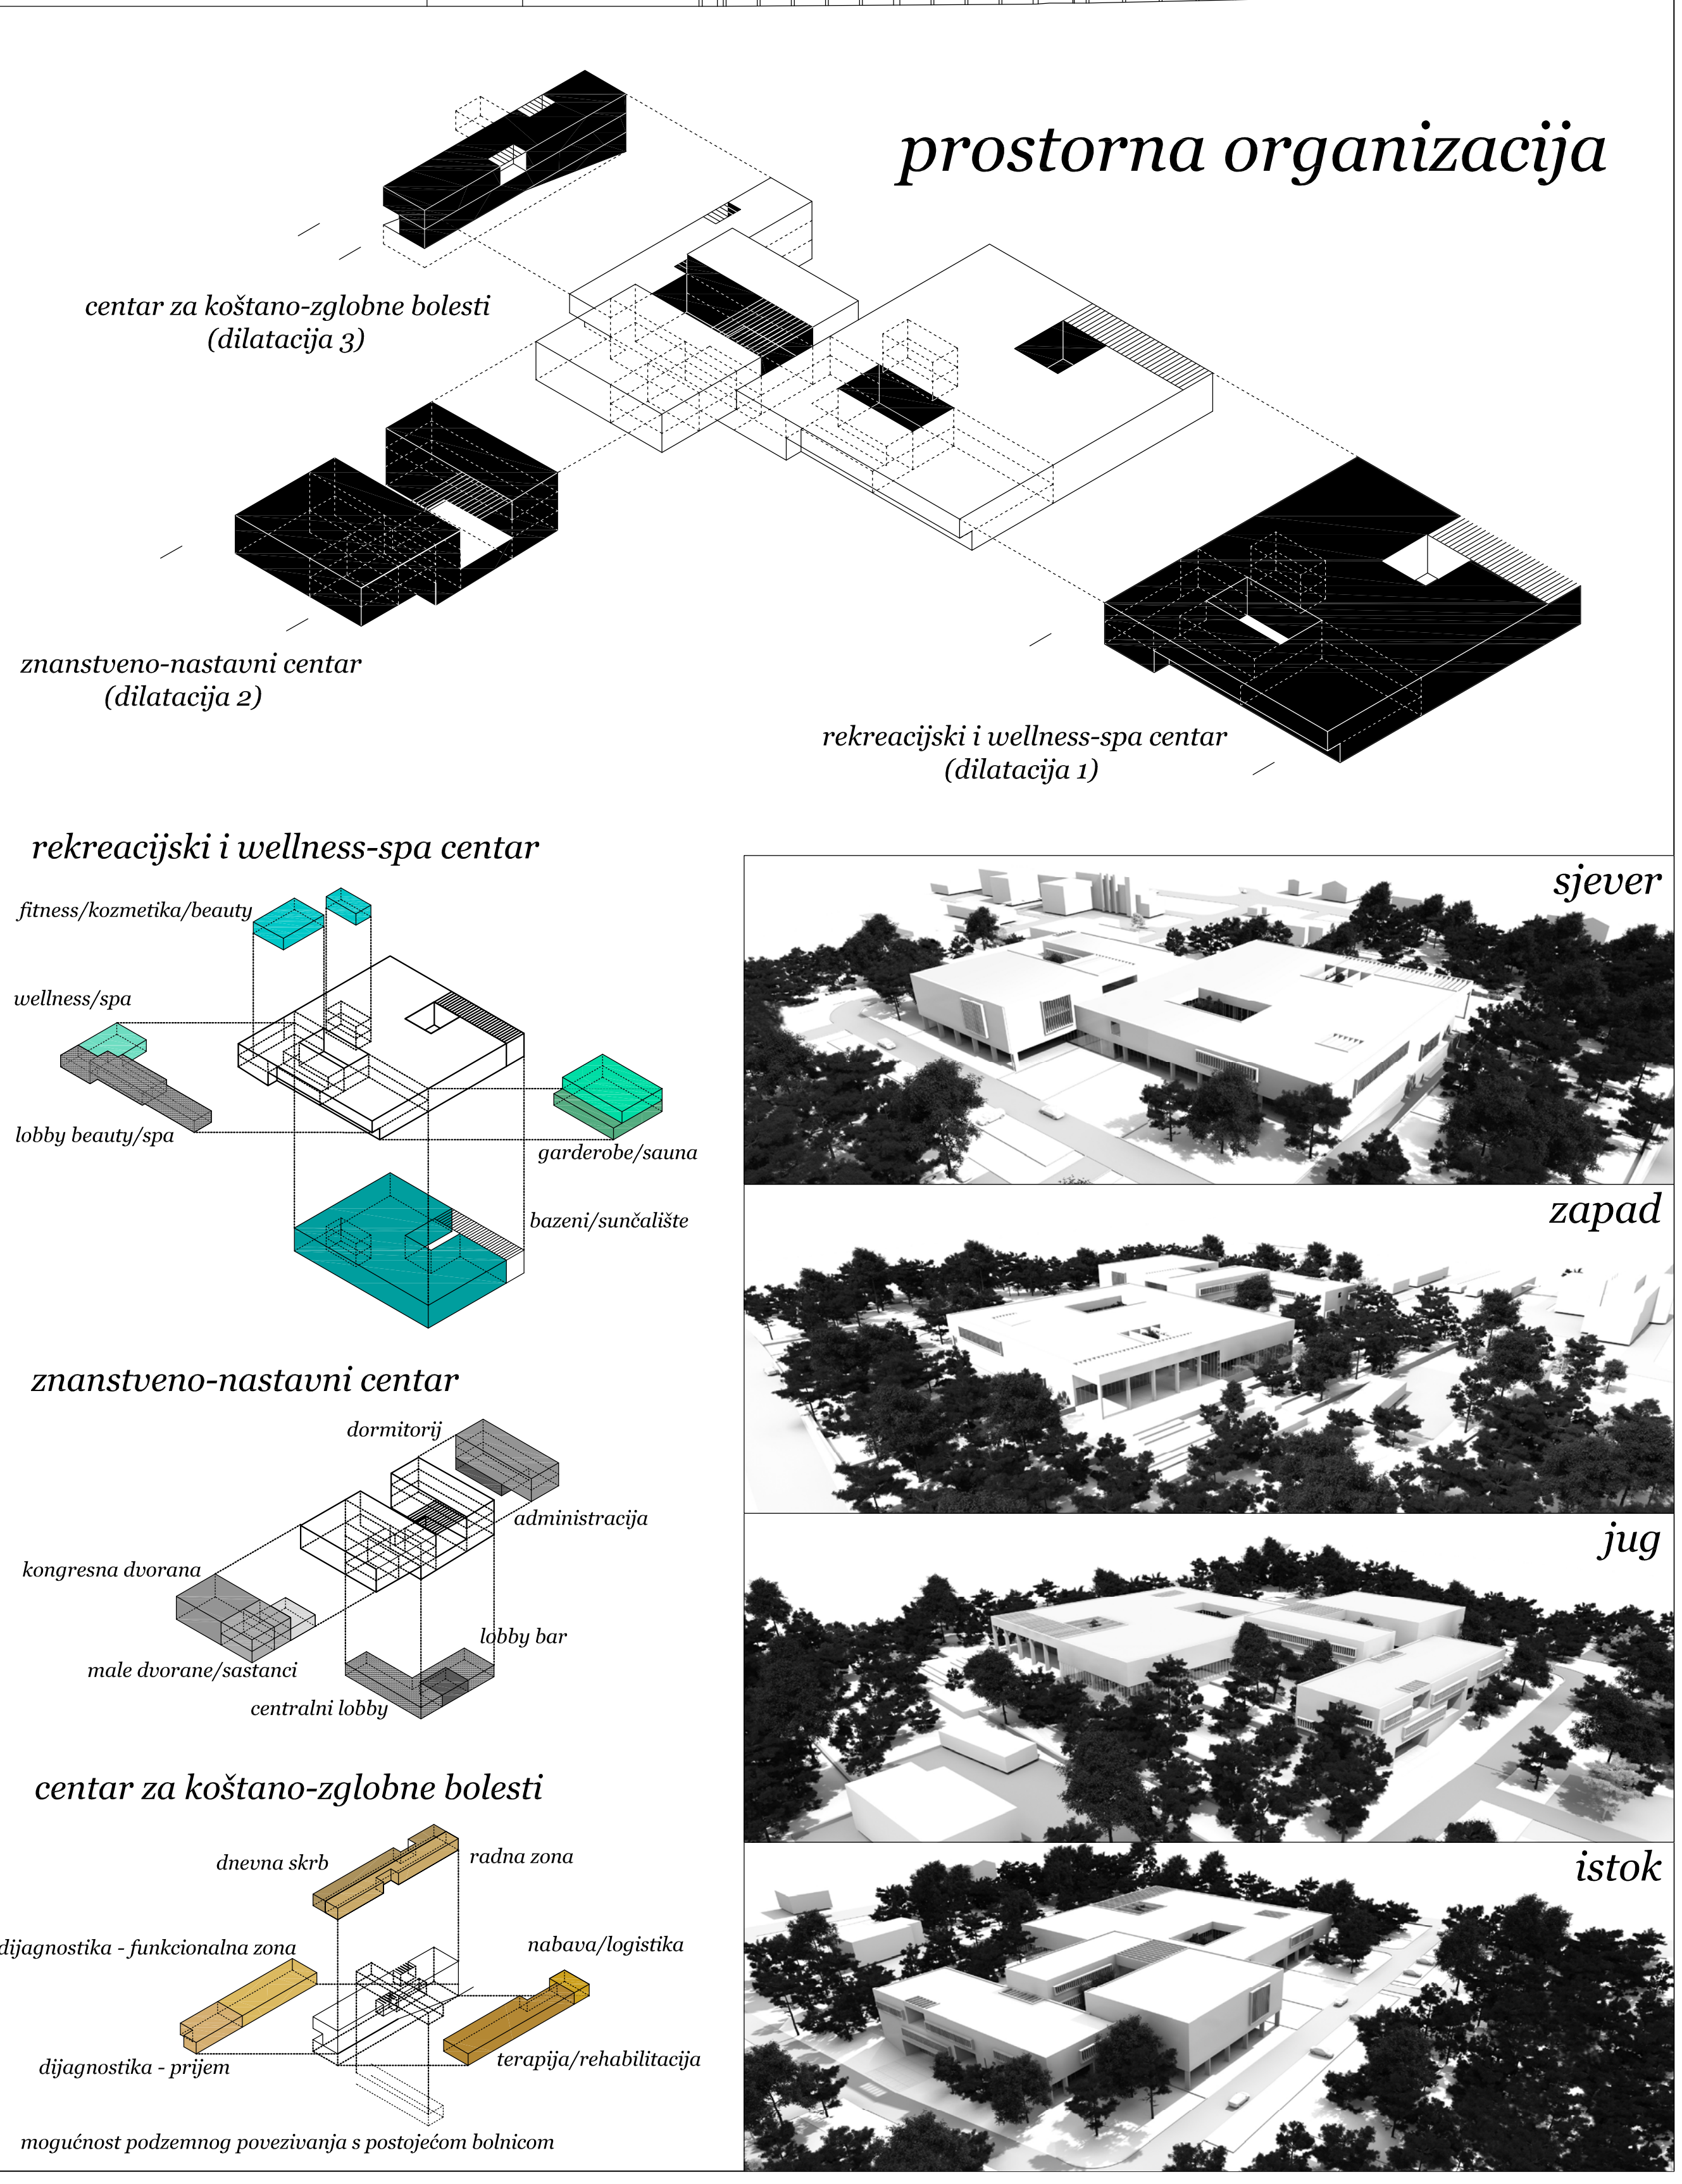 prostorna organizacija
centar za koštano-zglobne bolesti
(dilatacija 3)
znanstveno-nastavni centar
(dilatacija 2)
rekreacijski i wellness-spa centar
(dilatacija 1)
rekreacijski i wellness-spa centar
fitness/kozmetika/beauty
wellness/spa
lobby beauty/spa
garderobe/sauna
bazeni/sunčalište
znanstveno-nastavni centar
dormitorij
administracija
kongresna dvorana
lobby bar
male dvorane/sastanci
centralni lobby
centar za koštano-zglobne bolesti
dnevna skrb
radna zona
dijagnostika - funkcionalna zona
nabava/logistika
dijagnostika - prijem
terapija/rehabilitacija
mogućnost podzemnog povezivanja s postojećom bolnicom
sjever
zapad
jug
istok